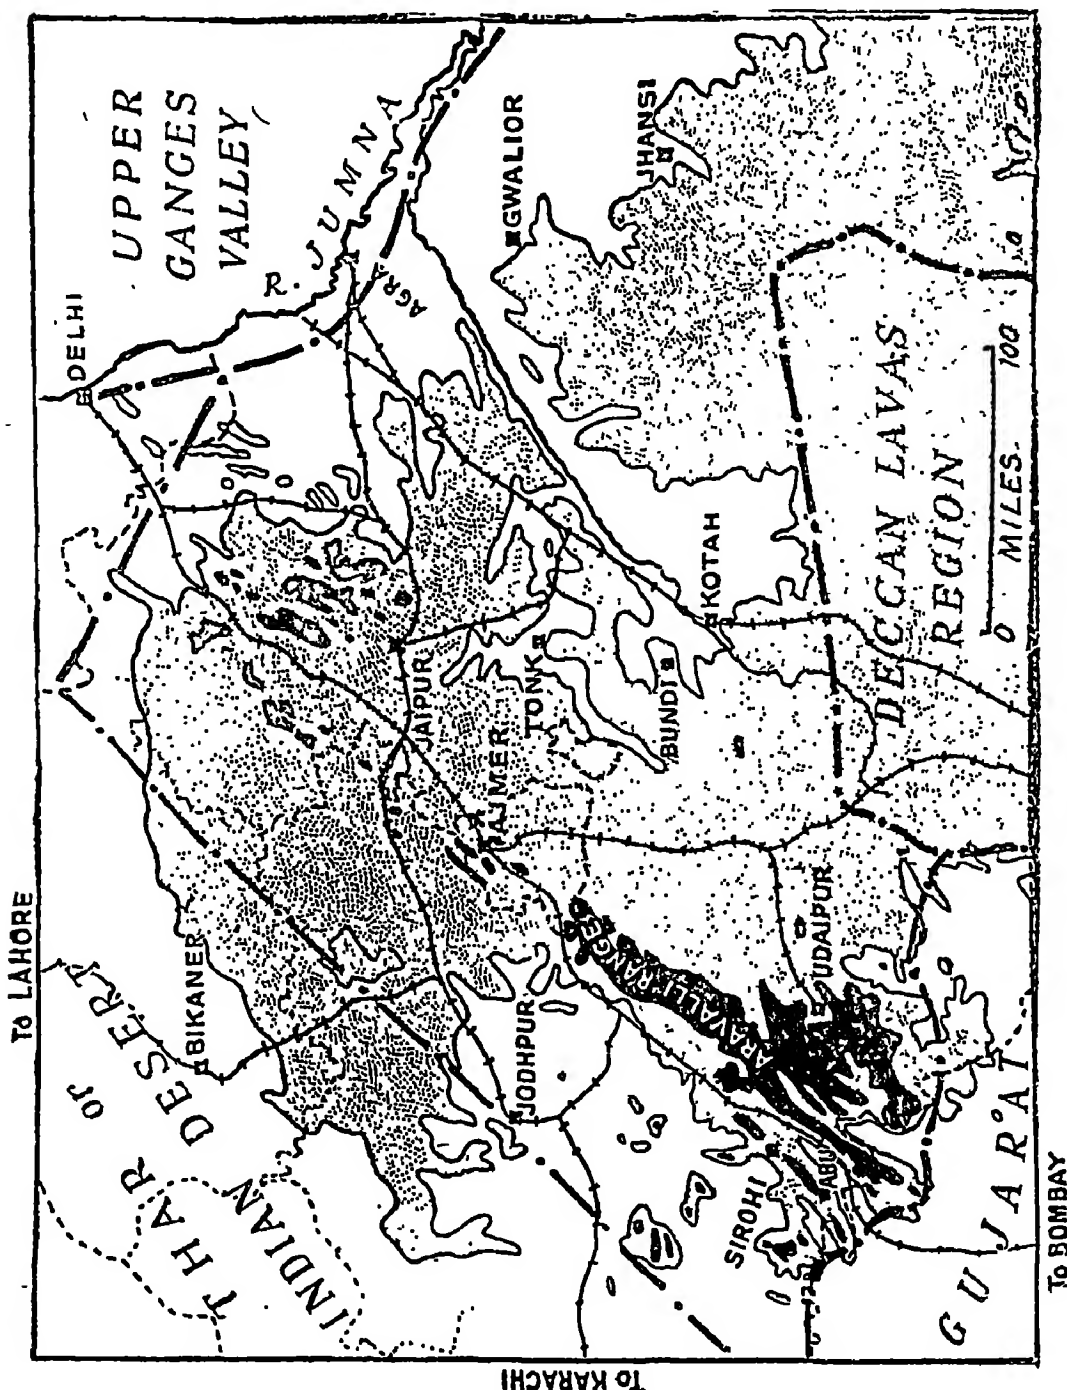 To LAHORE
UPPER
GANGES
VALLEY
DELHI
R. JUMNA
AGRA
GWALIOR
JHANSI
THAR or
INDIAN DESERT
BIKANER
JAIPUR
TONK
AJMER
BUNDI
KOTAH
JODHPUR
ARAVALLI RANGE
UDAIPUR
SIROHI
ABU
DECCAN LAVAS
REGION
0 MILES. 100
GUJARAT
To KARACHI
To BOMBAY